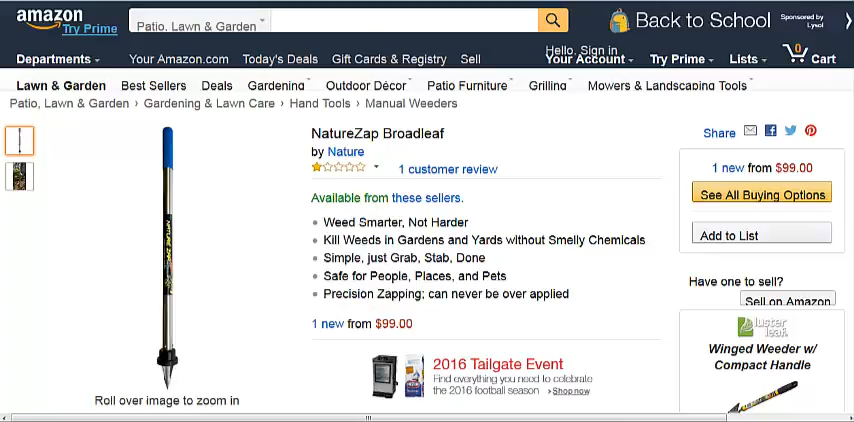 amazon
Try Prime
Patio, Lawn & Garden
Back to School
Sponsored by
Lysol
Departments
Your Amazon.com Today's Deals Gift Cards & Registry Sell
Hello, Sign in
Your Account
Try Prime
Lists
0
Cart
Lawn & Garden Best Sellers Deals Gardening Outdoor Décor Patio Furniture Grilling Mowers & Landscaping Tools
Patio, Lawn & Garden › Gardening & Lawn Care › Hand Tools › Manual Weeders
NatureZap Broadleaf
by Nature
1 customer review
Available from these sellers.
Weed Smarter, Not Harder
Kill Weeds in Gardens and Yards without Smelly Chemicals
Simple, just Grab, Stab, Done
Safe for People, Places, and Pets
Precision Zapping; can never be over applied
1 new from $99.00
2016 Tailgate Event
Find everything you need to celebrate
the 2016 football season › Shop now
NATURE ZAP
Roll over image to zoom in
Share
1 new from $99.00
See All Buying Options
Add to List
Have one to sell?
Sell on Amazon
luster
leaf
Winged Weeder w/
Compact Handle